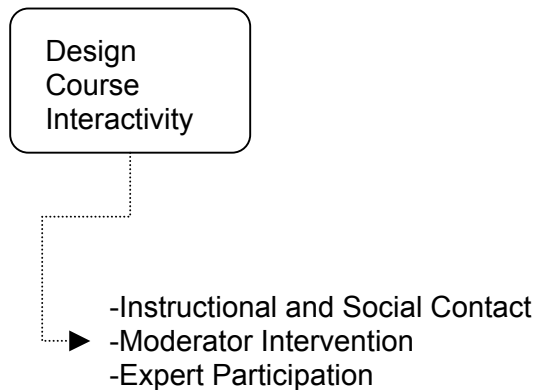 Design
Course
Interactivity
-Instructional and Social Contact
-Moderator Intervention
-Expert Participation